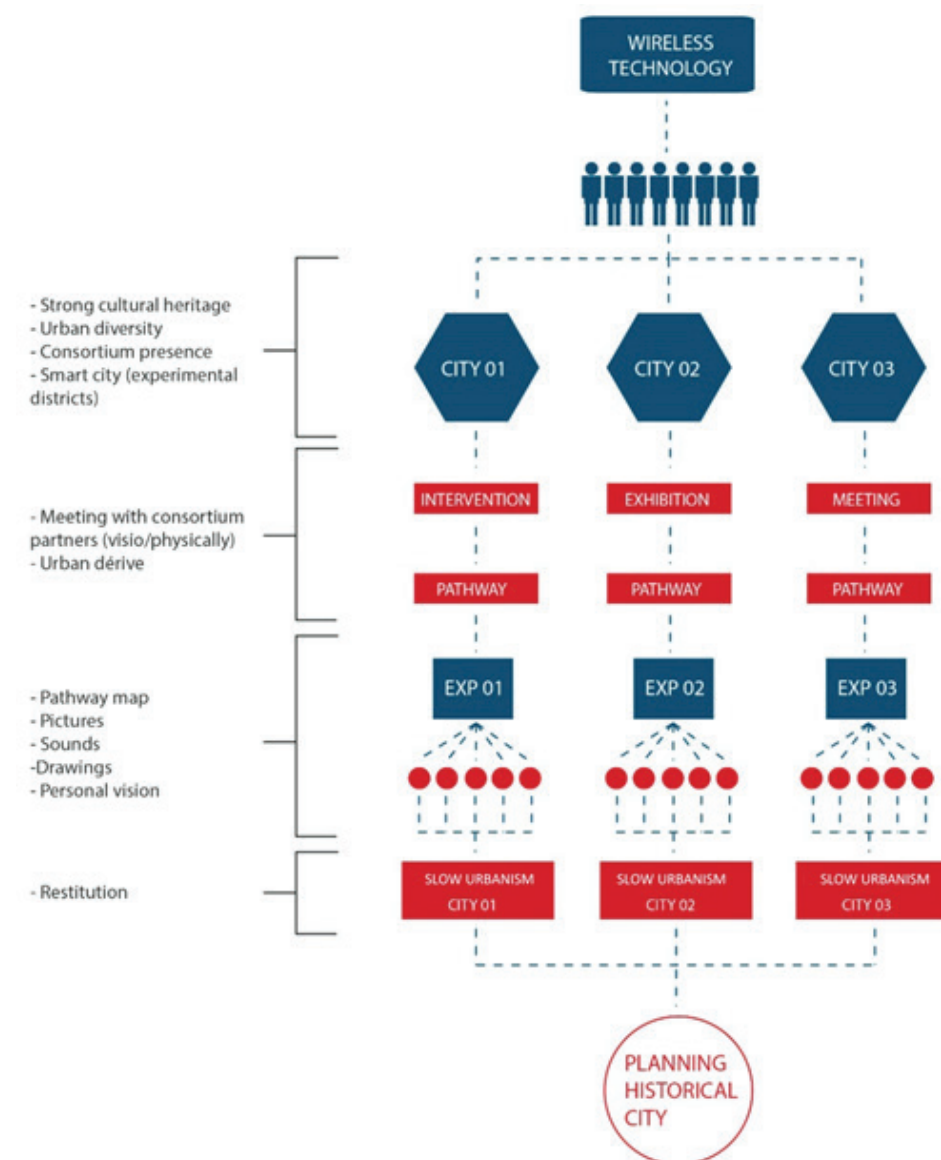 WIRELESS
TECHNOLOGY
- Strong cultural heritage
- Urban diversity
- Consortium presence
- Smart city (experimental
districts)
CITY 01
CITY 02
CITY 03
- Meeting with consortium
partners (visio/physically)
- Urban dérive
INTERVENTION
EXHIBITION
MEETING
PATHWAY
PATHWAY
PATHWAY
- Pathway map
- Pictures
- Sounds
-Drawings
- Personal vision
EXP 01
EXP 02
EXP 03
- Restitution
SLOW URBANISM
CITY 01
SLOW URBANISM
CITY 02
SLOW URBANISM
CITY 03
PLANNING
HISTORICAL
CITY